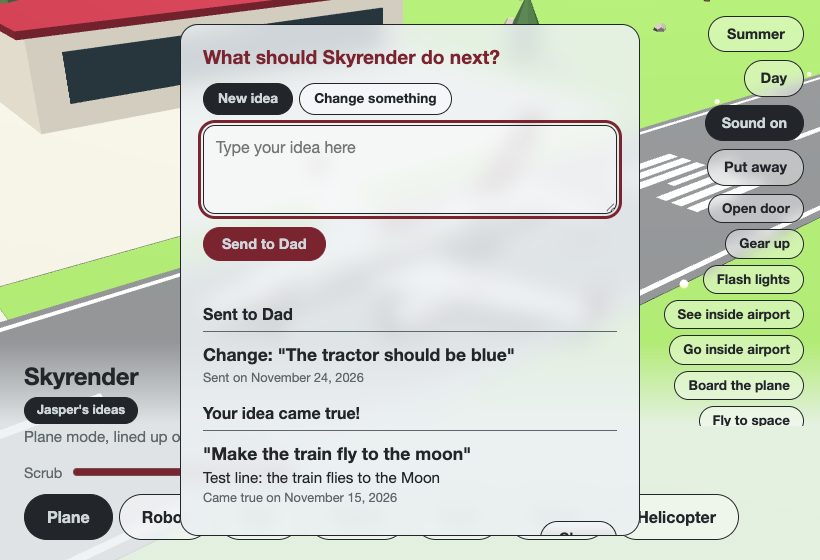 What should Skyrender do next?
New idea
Change something
Type your idea here
Send to Dad
Sent to Dad
Change: "The tractor should be blue"
Sent on November 24, 2026
Your idea came true!
"Make the train fly to the moon"
Test line: the train flies to the Moon
Came true on November 15, 2026
Summer
Day
Sound on
Put away
Open door
Gear up
Flash lights
See inside airport
Go inside airport
Board the plane
Fly to space
Skyrender
Jasper's ideas
Plane mode, lined up
Scrub
Plane
Helicopter